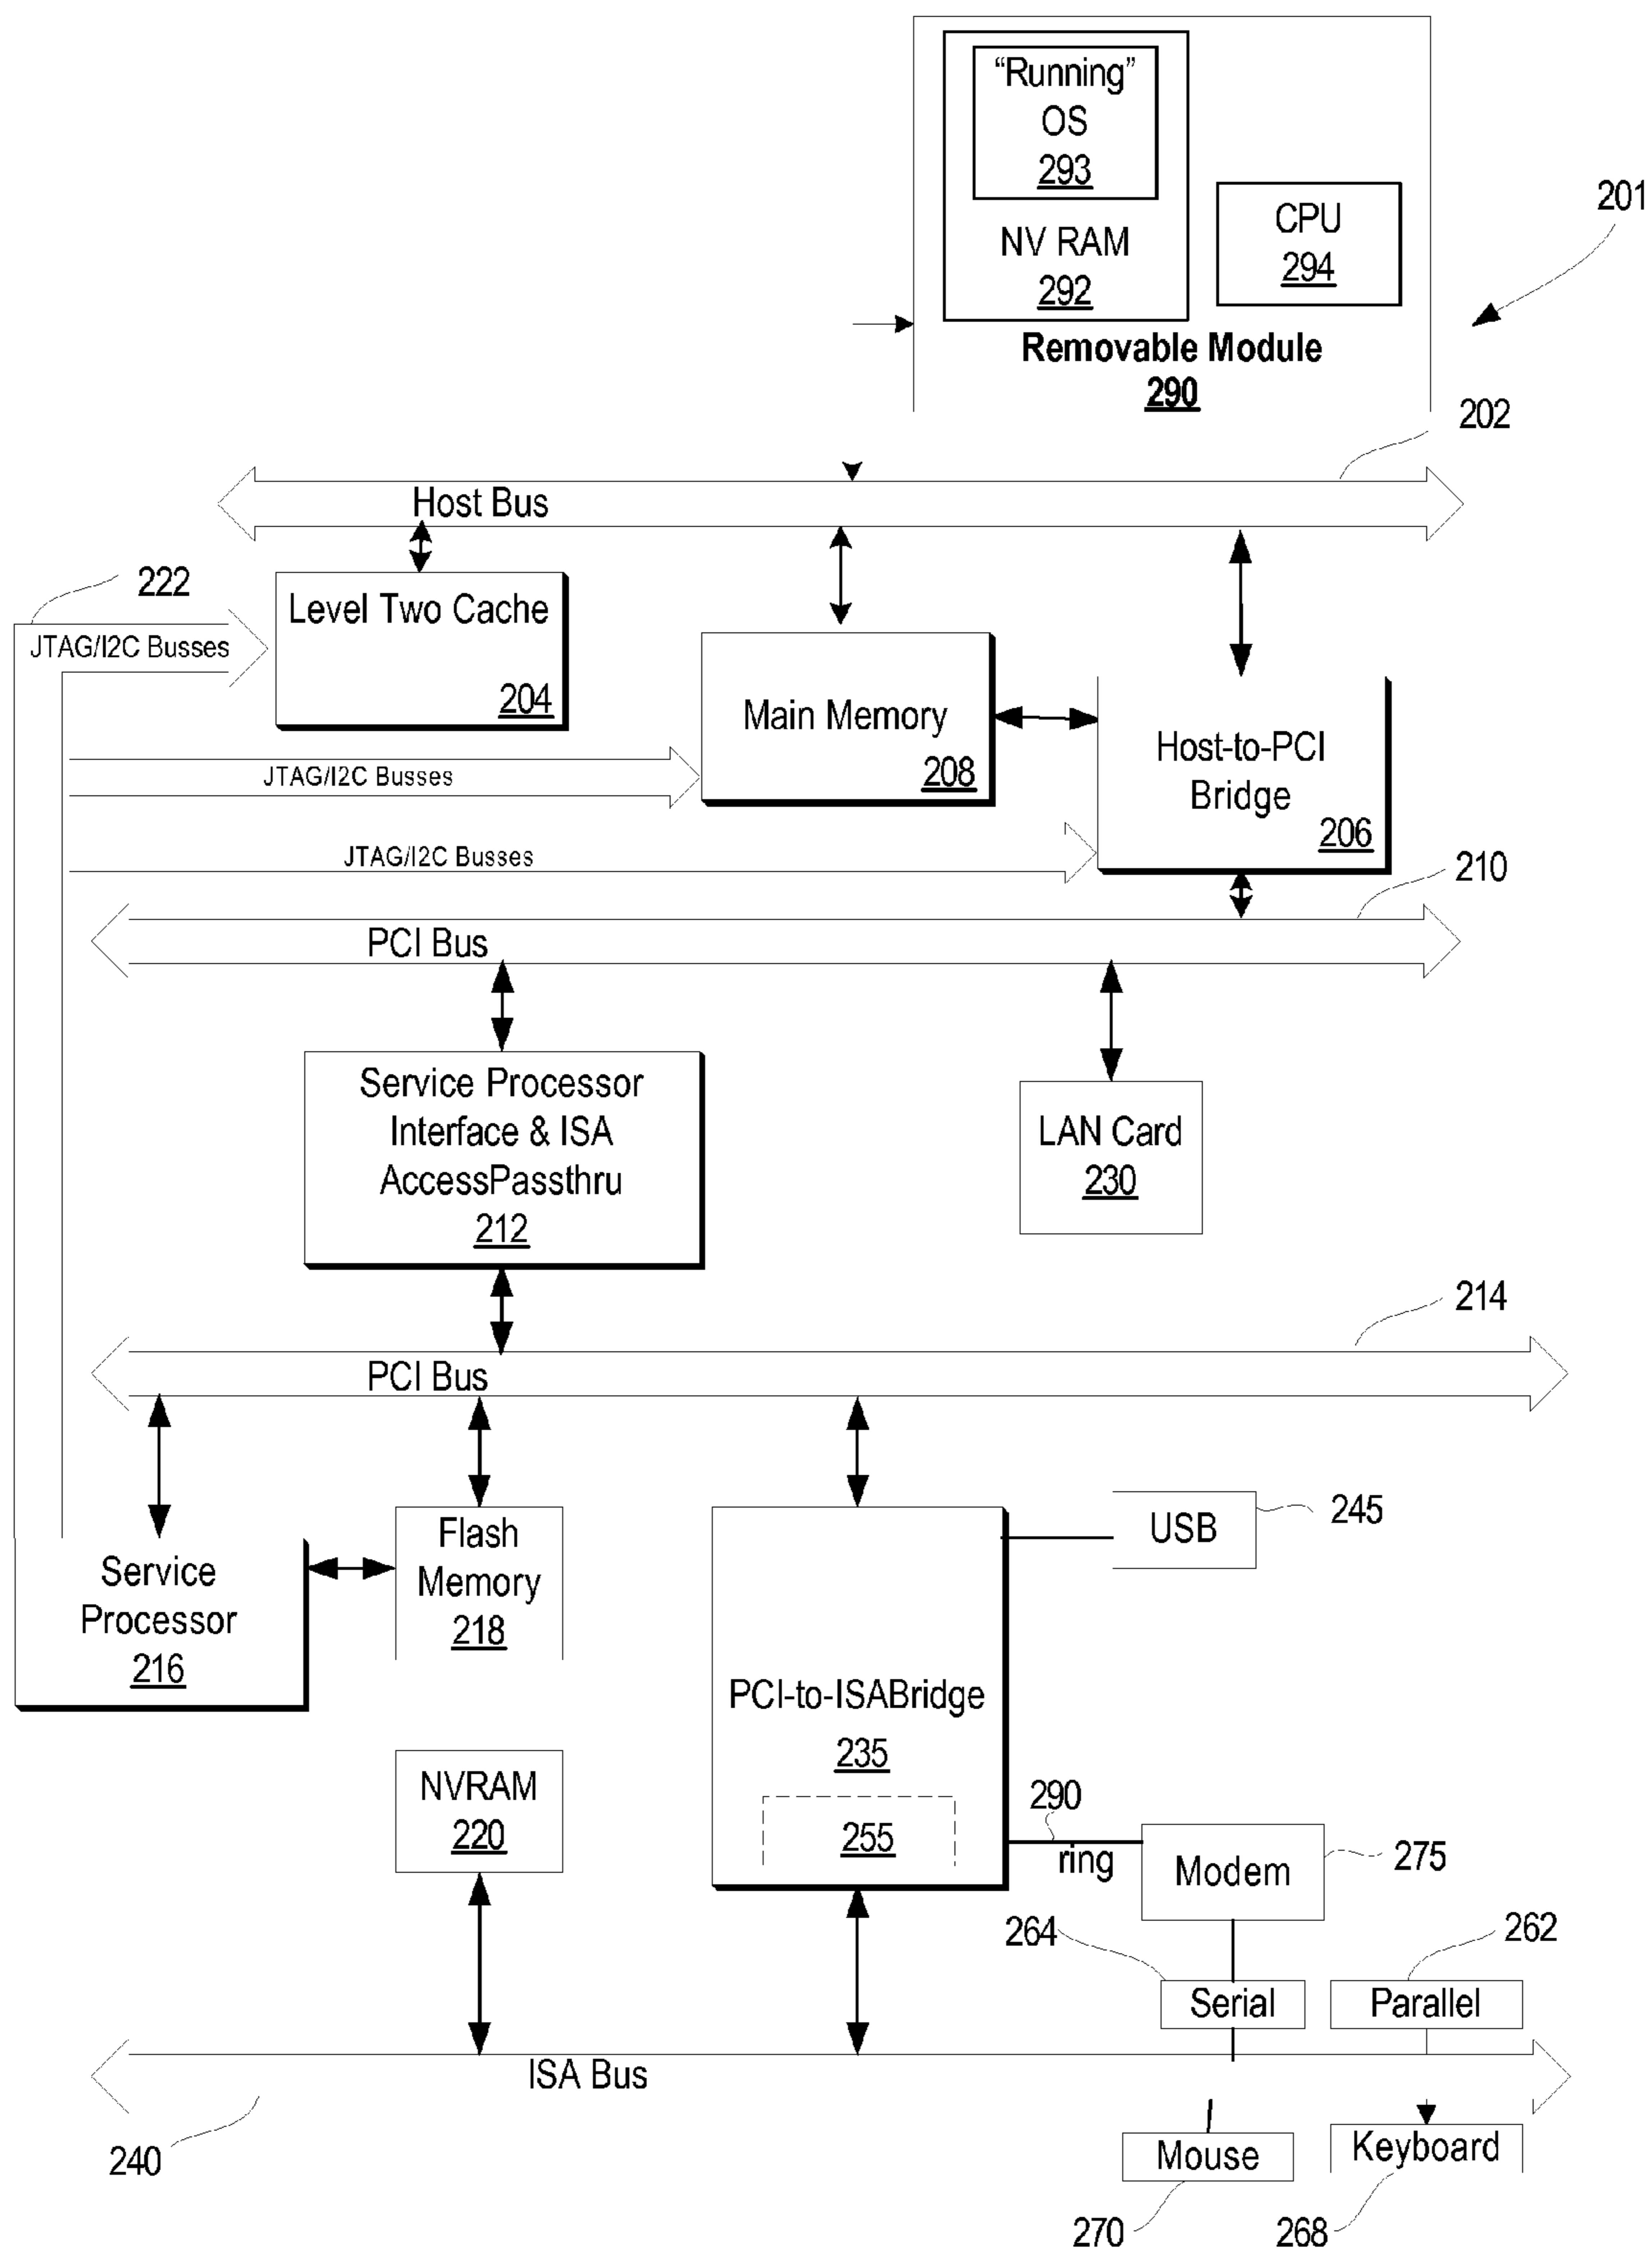 “Running”
OS
293
NV RAM
292
CPU
294
Removable Module
290
201
202
Host Bus
222
JTAG/I2C Busses
Level Two Cache
204
Main Memory
208
Host-to-PCI
Bridge
206
JTAG/I2C Busses
JTAG/I2C Busses
210
PCI Bus
Service Processor
Interface & ISA
AccessPassthru
212
LAN Card
230
214
PCI Bus
Service
Processor
216
Flash
Memory
218
USB
245
PCI-to-ISABridge
235
255
NVRAM
220
290
ring
Modem
275
264
262
Serial
Parallel
ISA Bus
240
Mouse
Keyboard
270
268